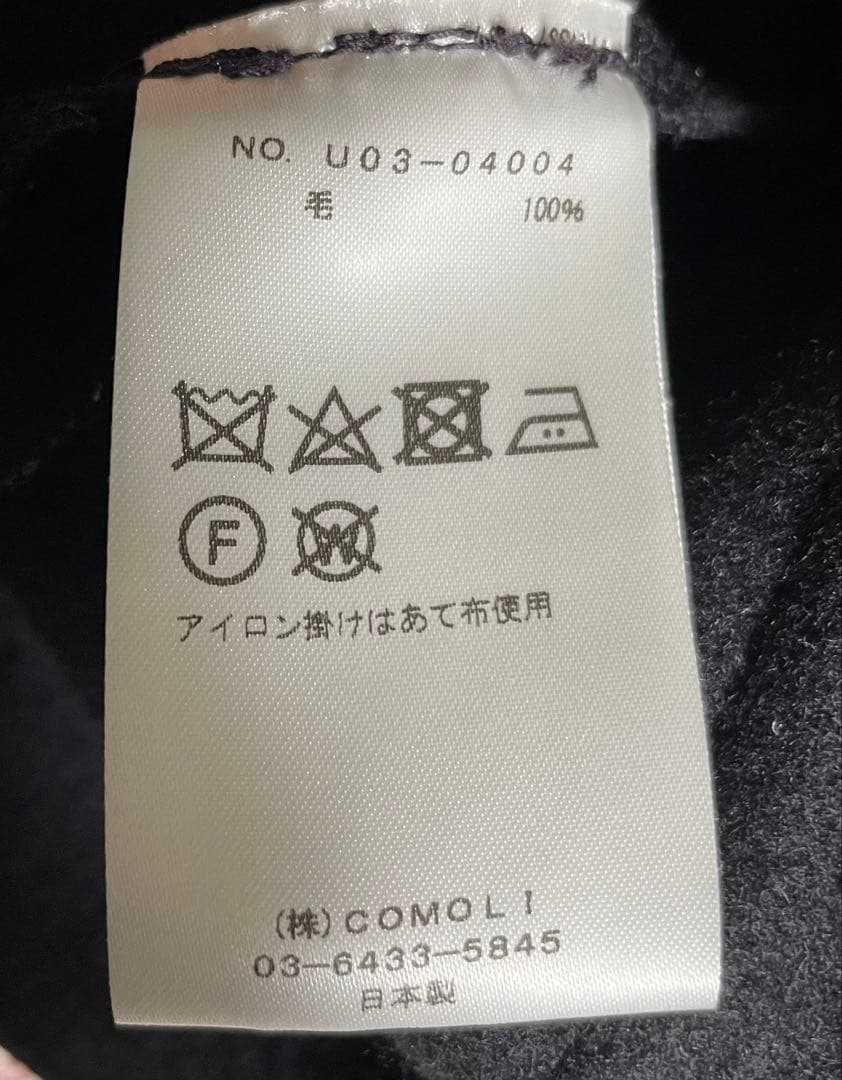 NO. U03-04004
毛 100%
F W
アイロン掛けはあて布使用
(株)COMOLI
03-6433-5845
日本製